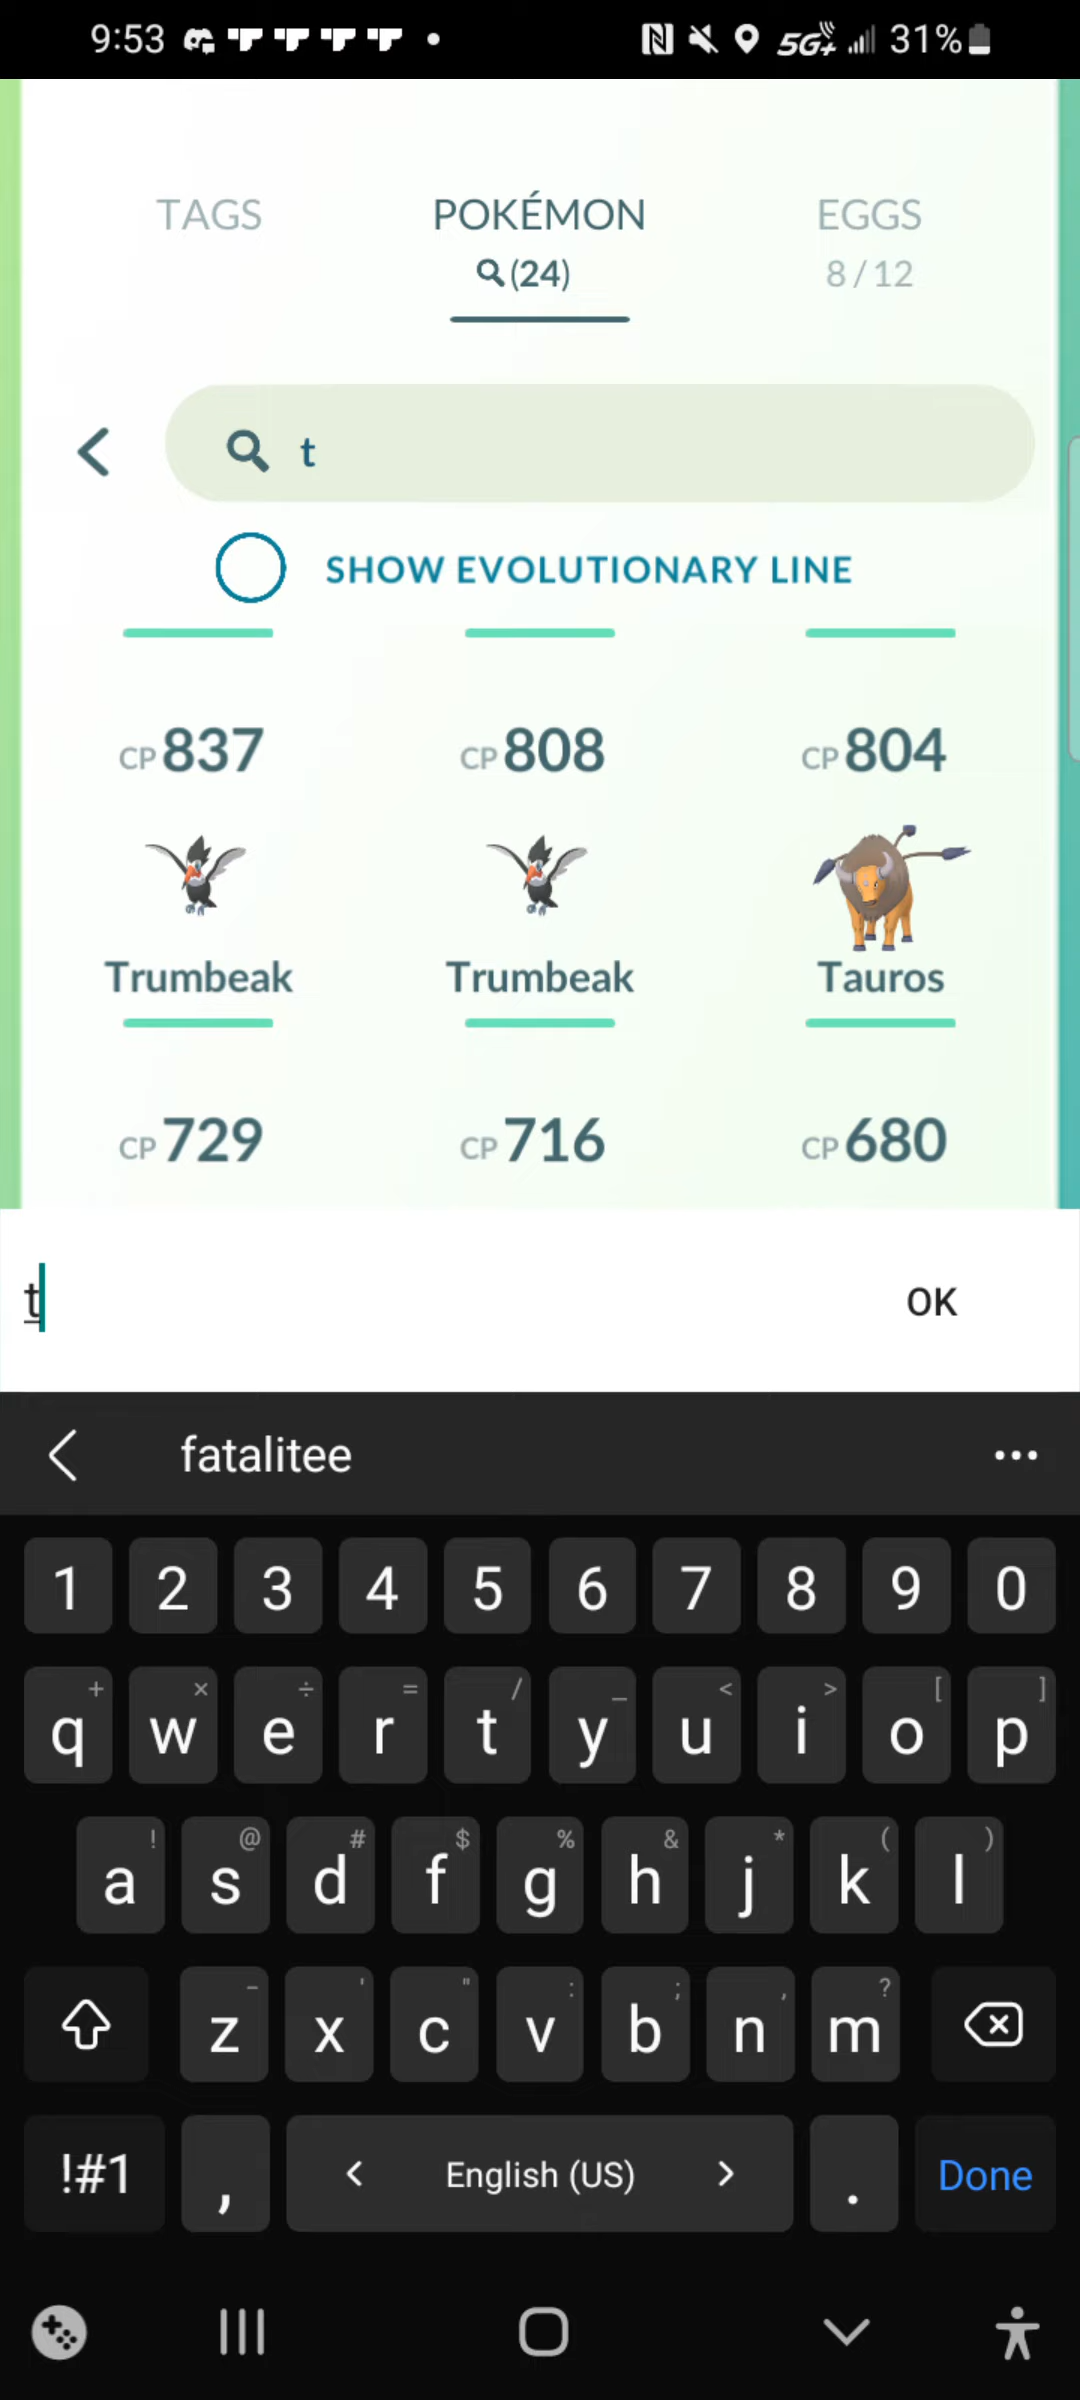 9:53 5G+ 31%
TAGS POKÉMON EGGS
(24) 8 / 12
t
SHOW EVOLUTIONARY LINE
CP837 CP808 CP804
Trumbeak Trumbeak Tauros
CP729 CP716 CP680
t OK
fatalitee ...
1 2 3 4 5 6 7 8 9 0
+ × ÷ = / _ < > [ ]
q w e r t y u i o p
! @ # $ % & * ( )
a s d f g h j k l
- ' " : ; , ?
z x c v b n m
!#1 , < English (US) > . Done